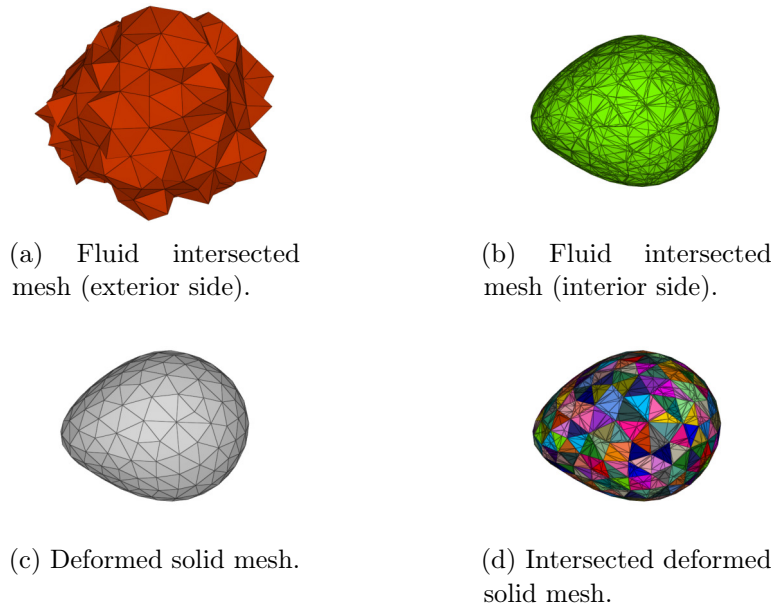 (a) Fluid intersected
mesh (exterior side).
(b) Fluid intersected
mesh (interior side).
(c) Deformed solid mesh.
(d) Intersected deformed
solid mesh.